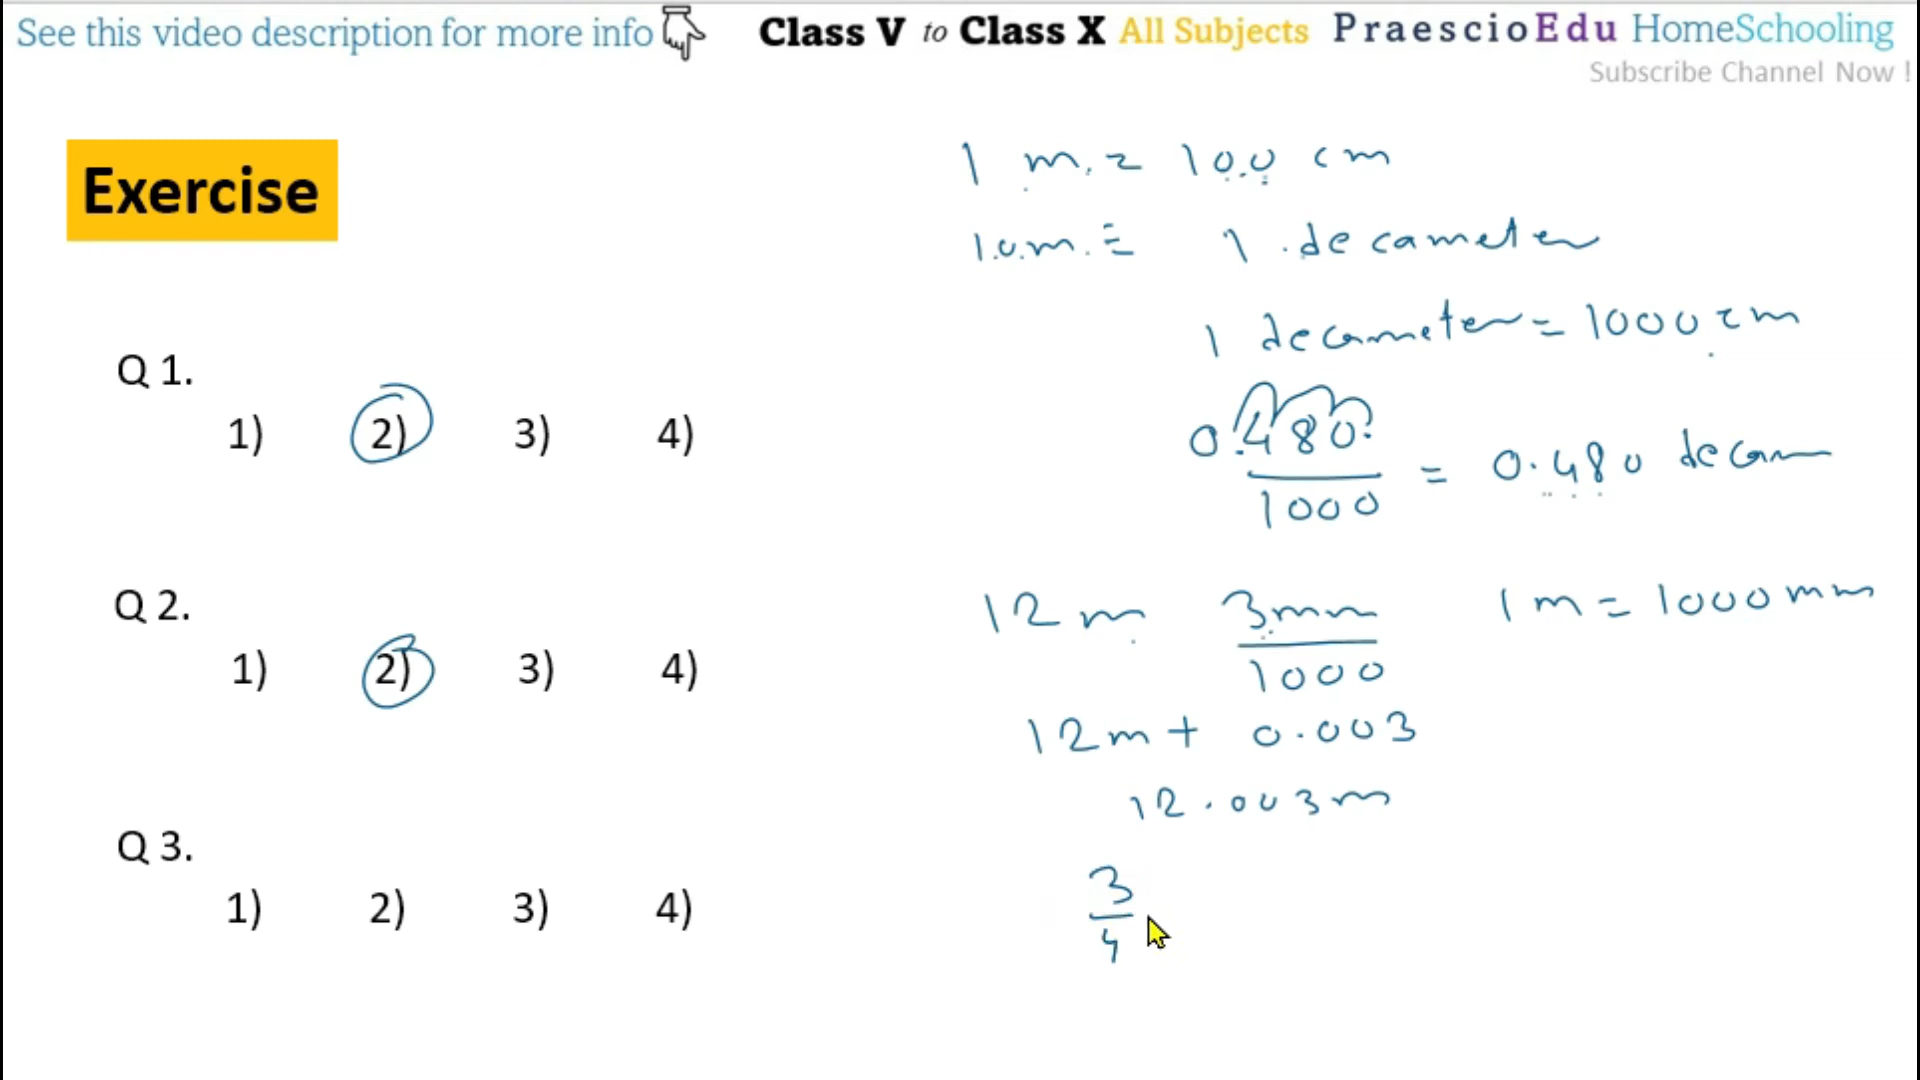 See this video description for more info Class V to Class X All Subjects PraescioEdu HomeSchooling
Subscribe Channel Now !
Exercise
1 m. = 100 cm
10 m. = 1 decameter
1 decameter = 1000 cm
Q 1.
1) 2) 3) 4)
0.480
1000
= 0.480 decam
Q 2.
1) 2) 3) 4)
12 m 3mm 1 m = 1000 mm
1000
12 m + 0.003
12.003 m
Q 3.
1) 2) 3) 4)
3
4